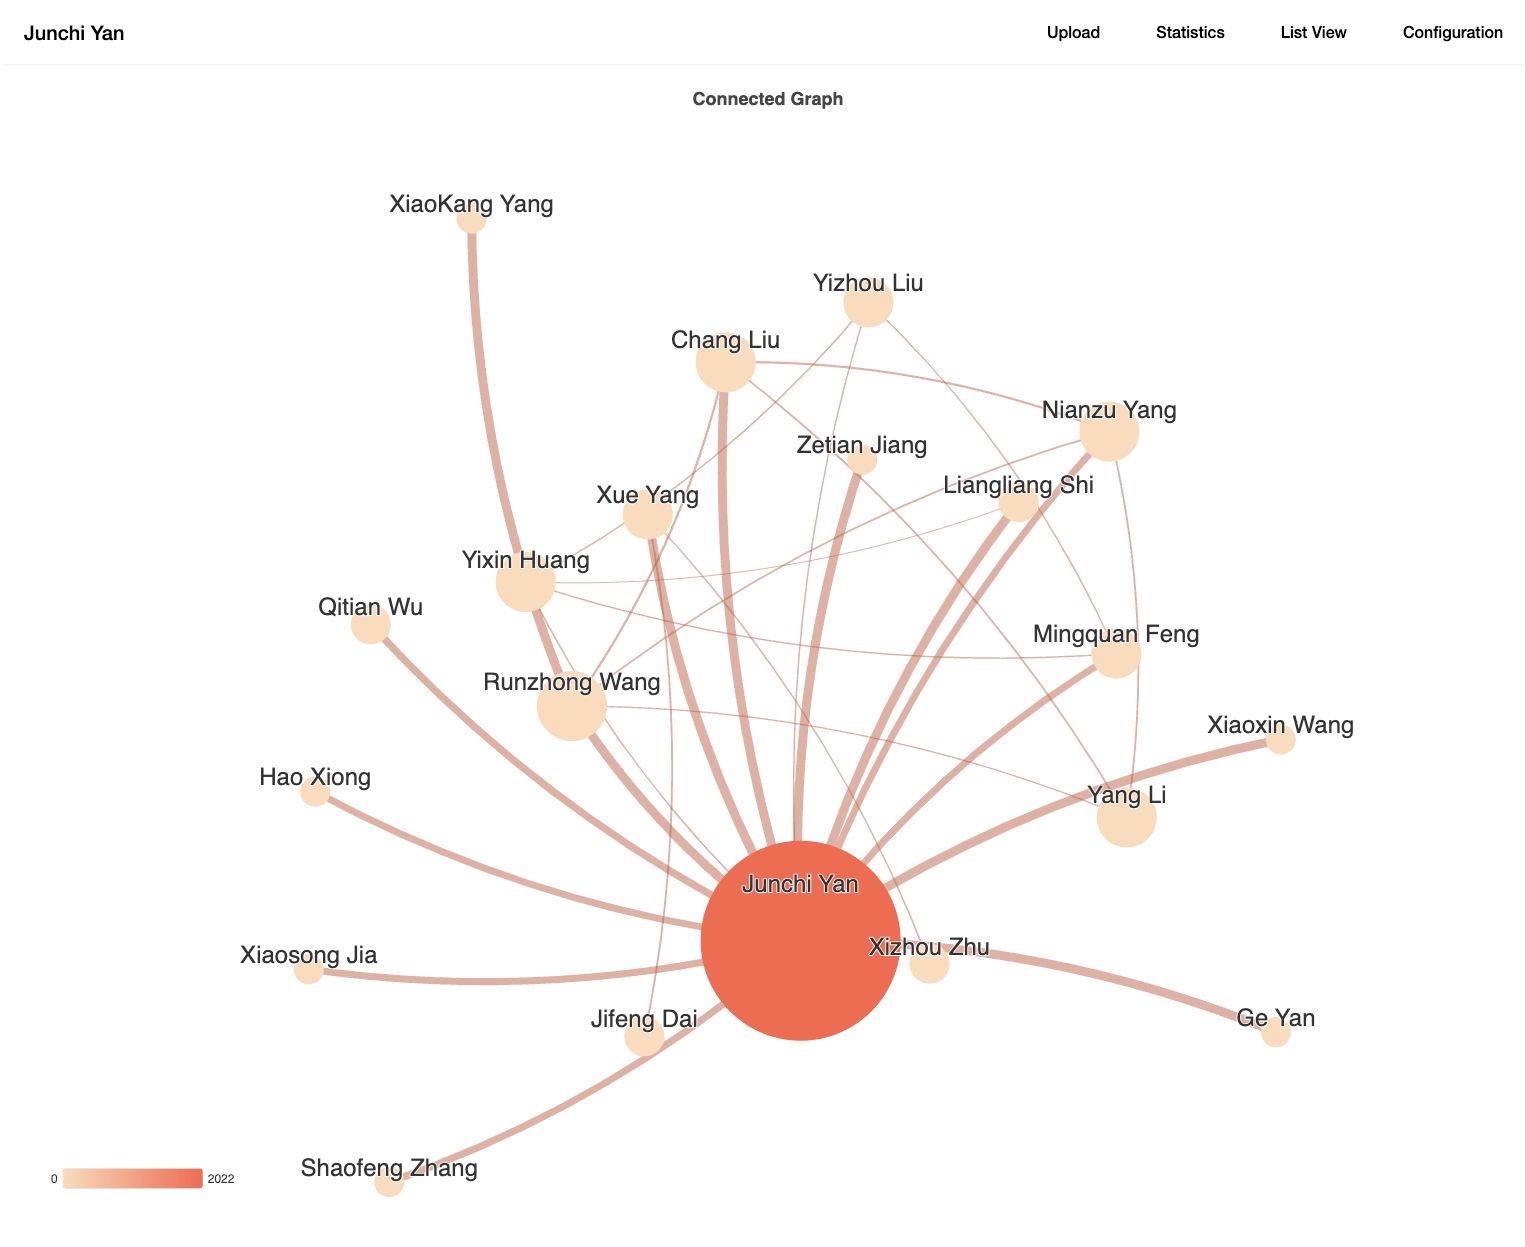 Junchi Yan
Upload
Statistics
List View
Configuration
Connected Graph
XiaoKang Yang
Yizhou Liu
Chang Liu
Nianzu Yang
Zetian Jiang
Liangliang Shi
Xue Yang
Yixin Huang
Qitian Wu
Mingquan Feng
Runzhong Wang
Xiaoxin Wang
Hao Xiong
Yang Li
Junchi Yan
Xizhou Zhu
Xiaosong Jia
Jifeng Dai
Ge Yan
Shaofeng Zhang
0
2022